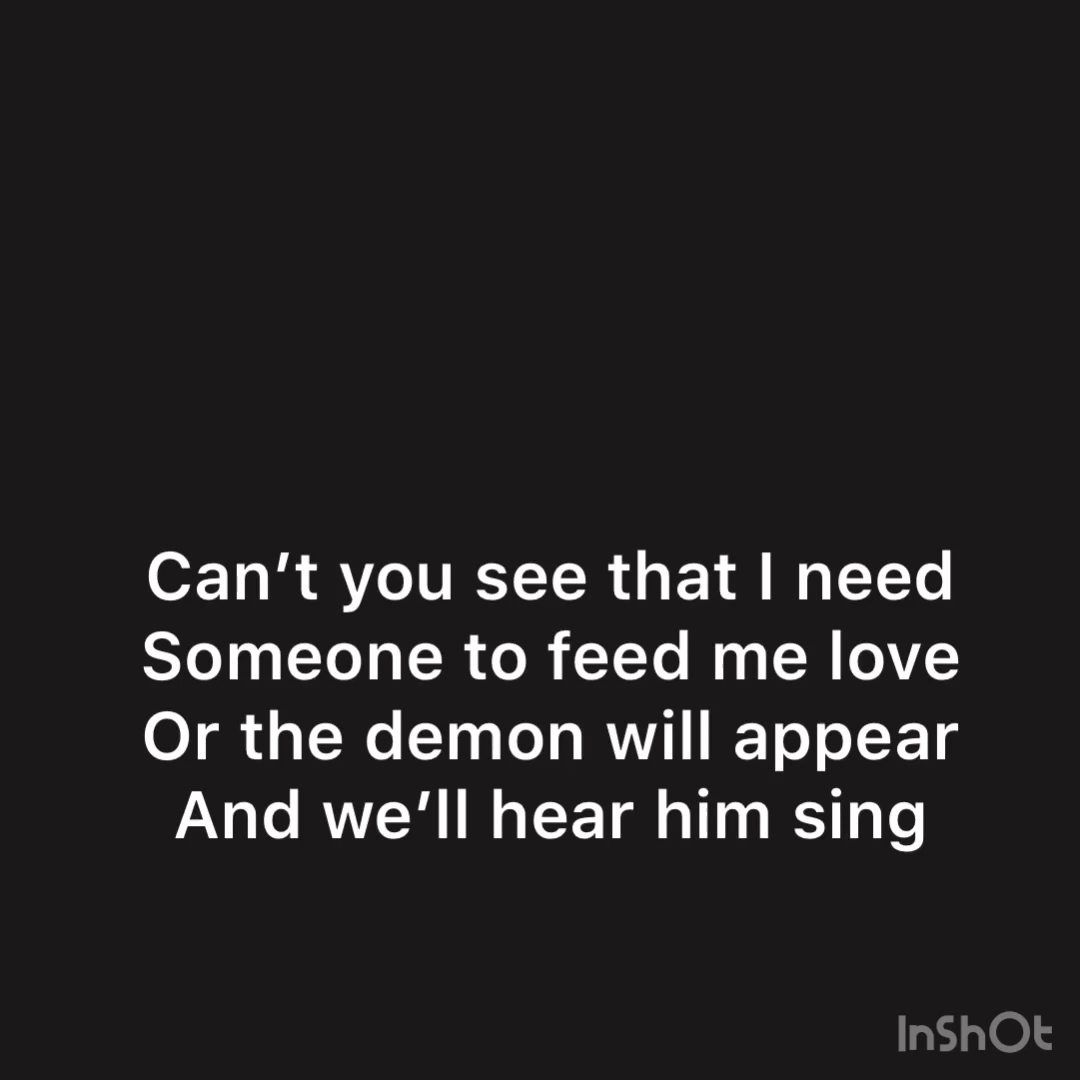 Can't you see that I need
Someone to feed me love
Or the demon will appear
And we'll hear him sing
InShOt